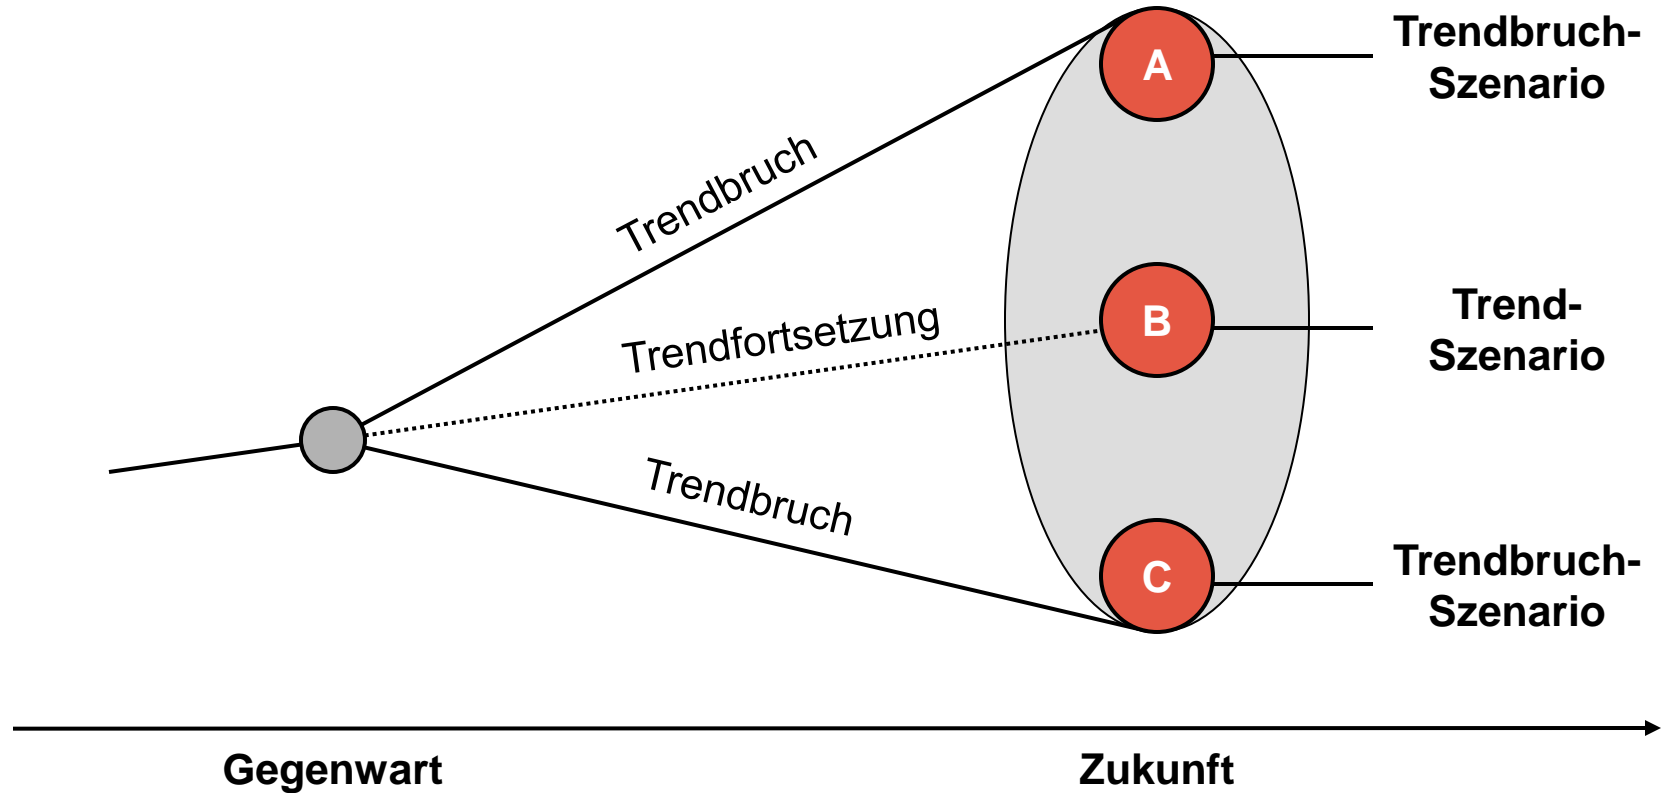 A
Trendbruch-
Szenario
Trendbruch
Trendfortsetzung
B
Trend-
Szenario
Trendbruch
C
Trendbruch-
Szenario
Gegenwart
Zukunft